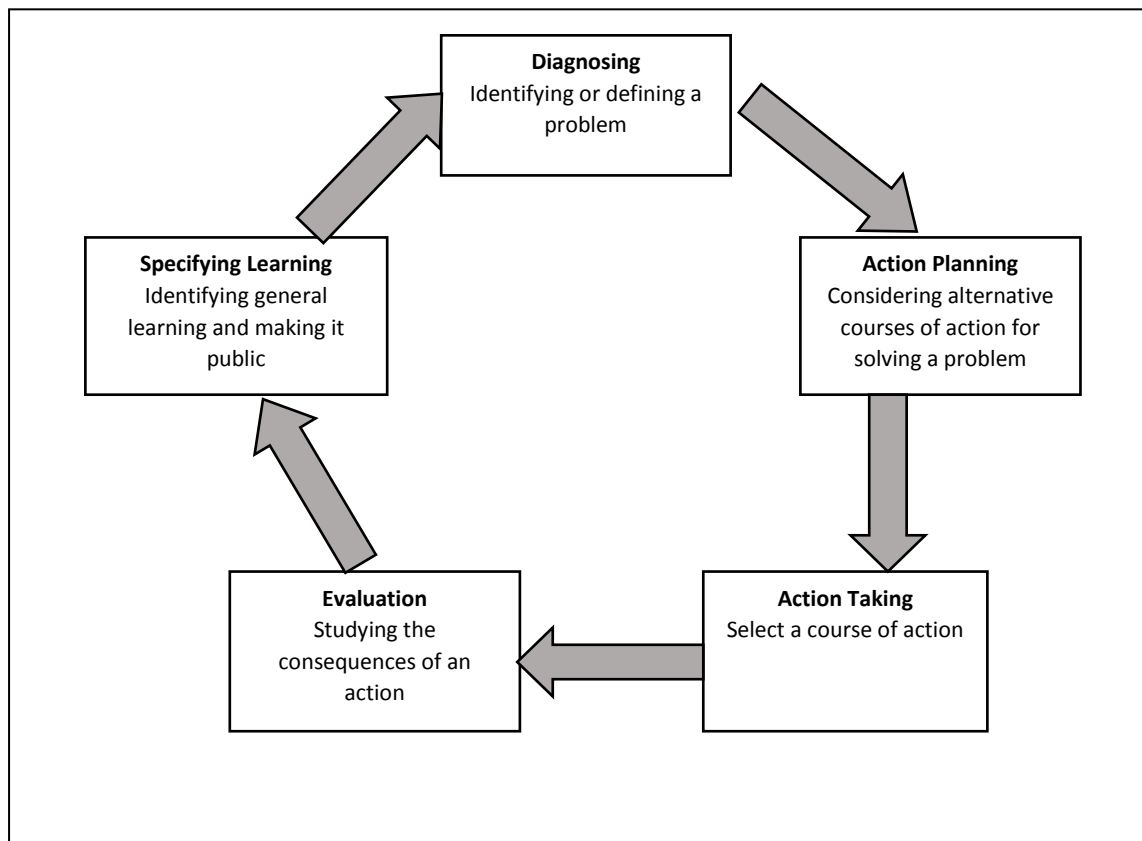 Diagnosing
Identifying or defining a
problem
Action Planning
Considering alternative
courses of action for
solving a problem
Action Taking
Select a course of action
Evaluation
Studying the
consequences of an
action
Specifying Learning
Identifying general
learning and making it
public